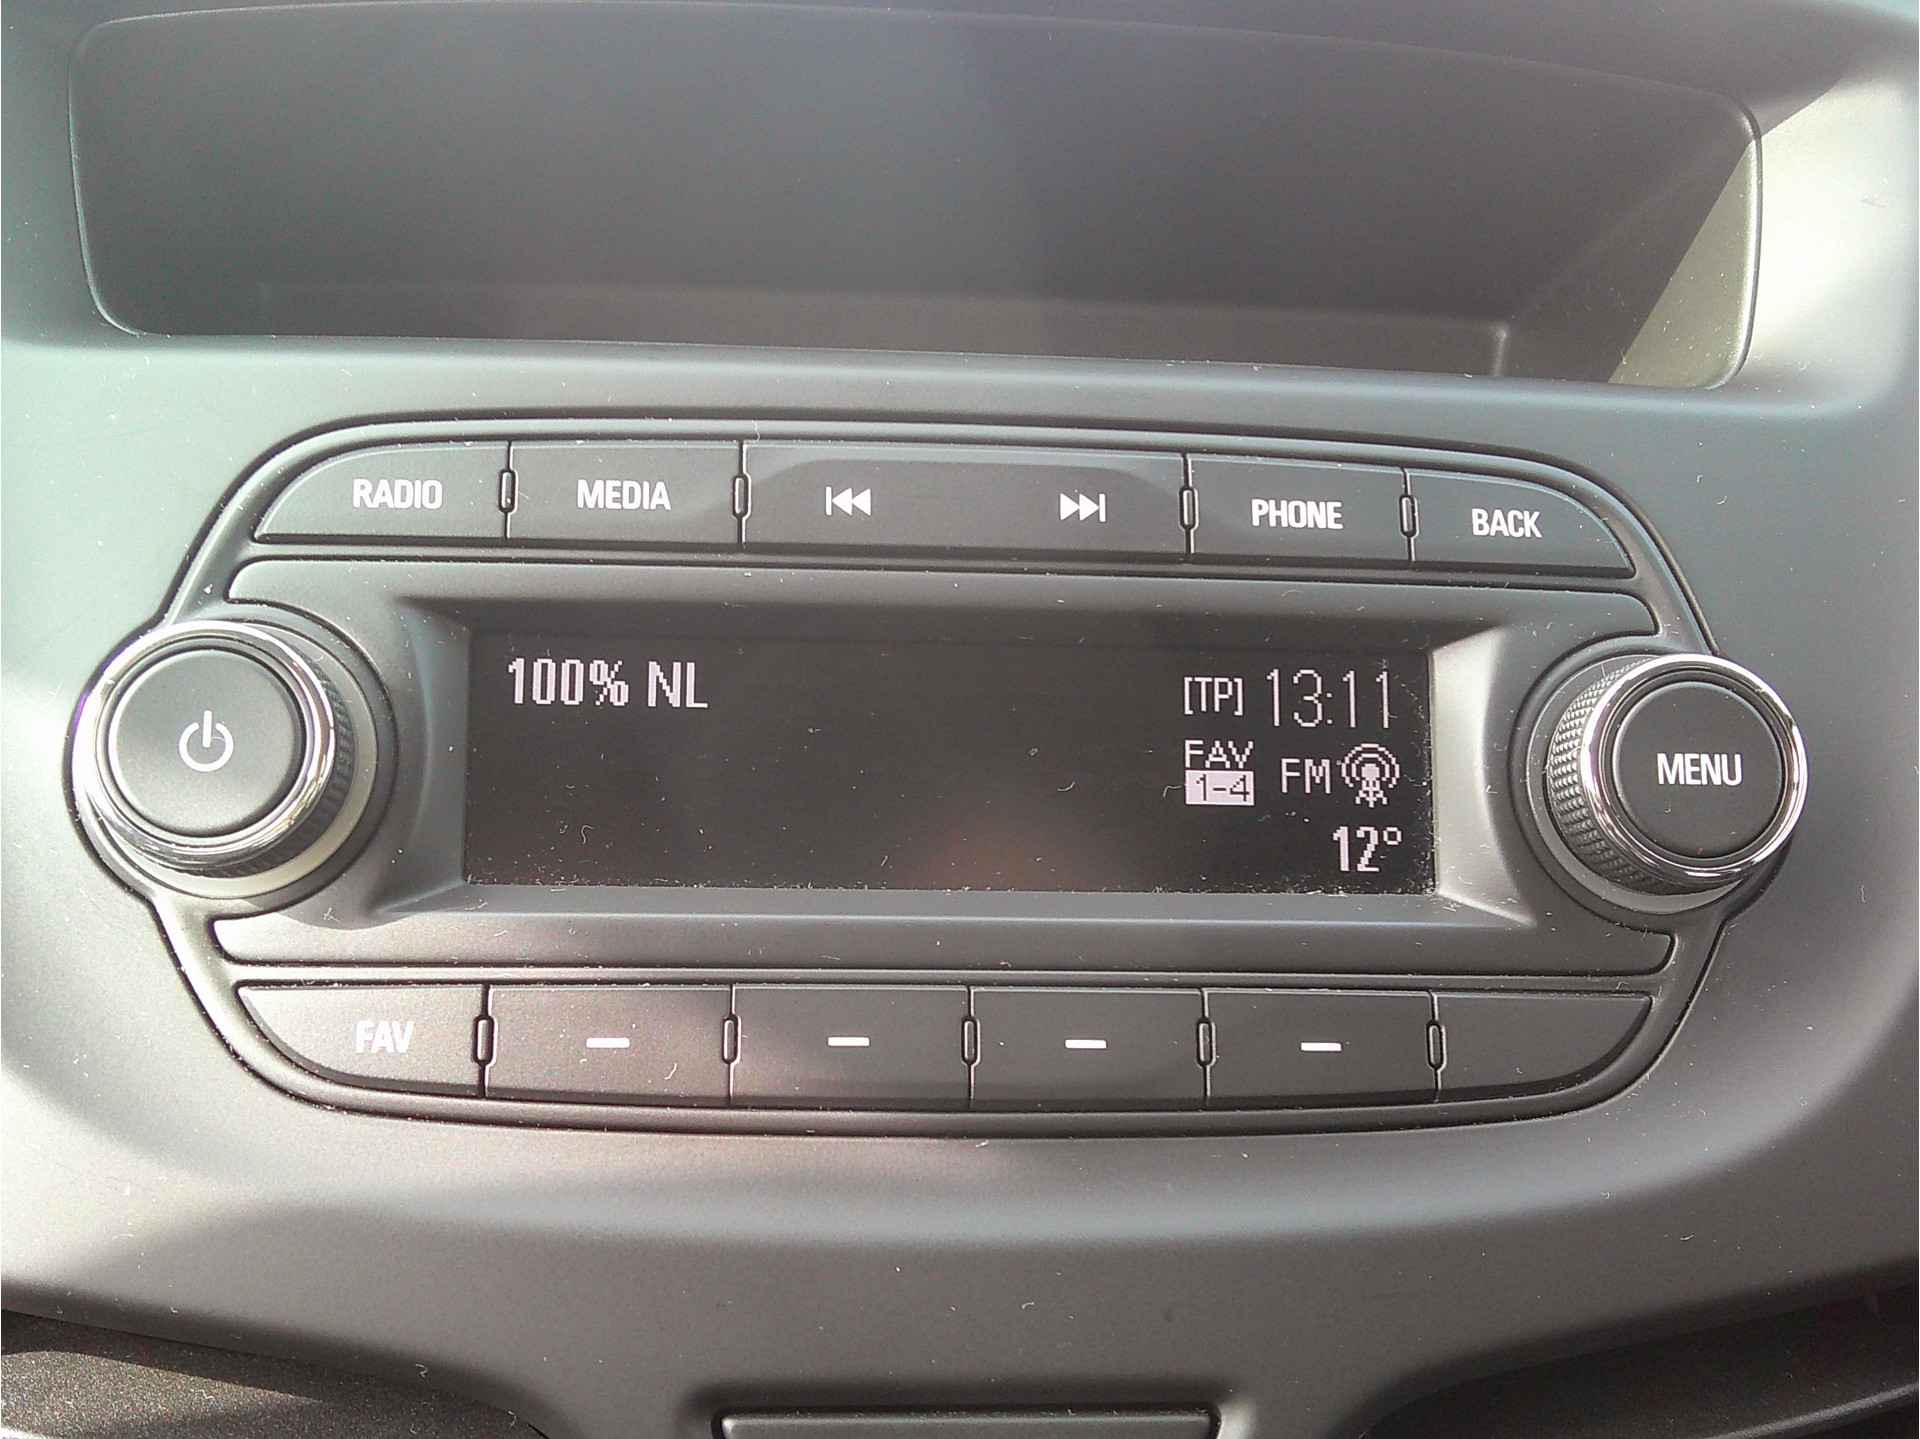 RADIO MEDIA PHONE BACK
100% NL [TP] 13:11
FAV FM
1-4
12°
MENU
FAV